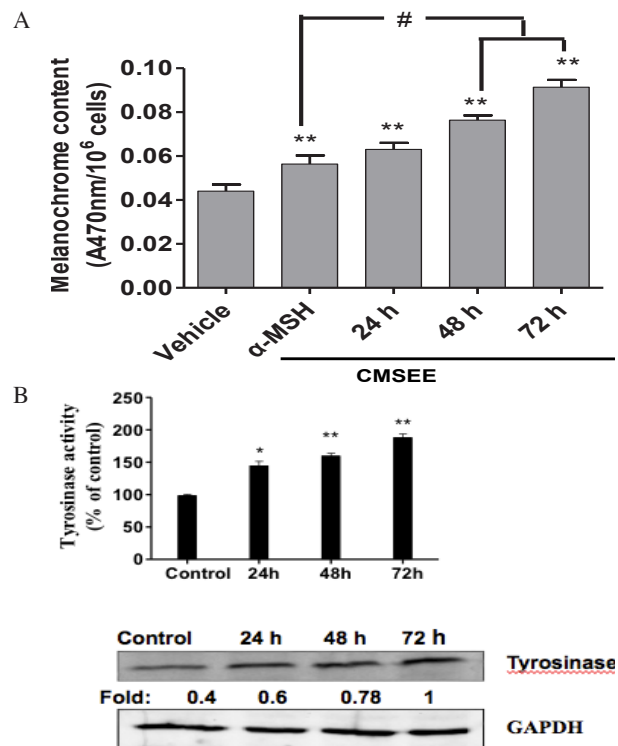 A
#
Melanochrome content
(A470nm/10⁶ cells)
0.10
0.08
0.06
0.04
0.02
0.00
**
**
**
**
Vehicle
α-MSH
24 h
48 h
72 h
CMSEE
B
Tyrosinase activity
(% of control)
250
200
150
100
50
0
*
**
**
Control 24h 48h 72h
Control 24 h 48 h 72 h
Tyrosinase
Fold: 0.4 0.6 0.78 1
GAPDH